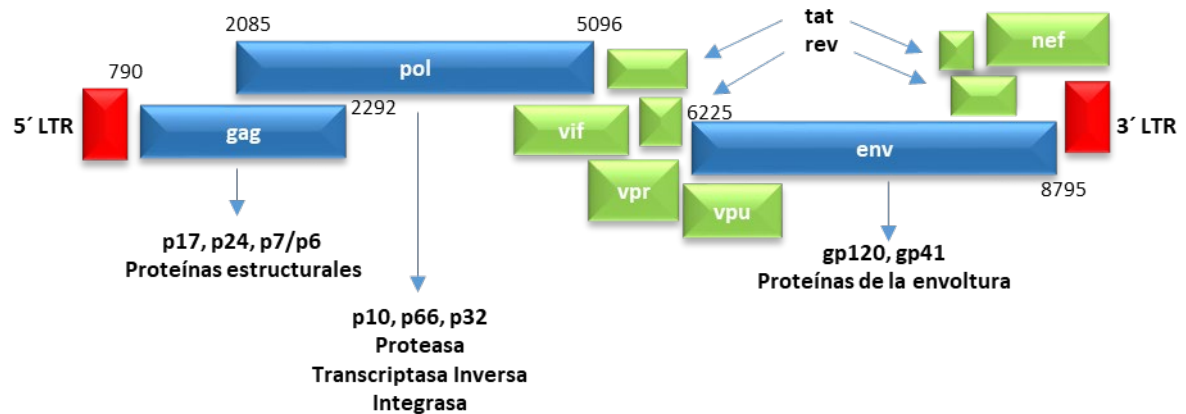 2085
5096
tat
rev
nef
790
pol
5´ LTR
gag
2292
vif
6225
env
3´ LTR
vpr
vpu
8795
p17, p24, p7/p6
Proteínas estructurales
gp120, gp41
Proteínas de la envoltura
p10, p66, p32
Proteasa
Transcriptasa Inversa
Integrasa